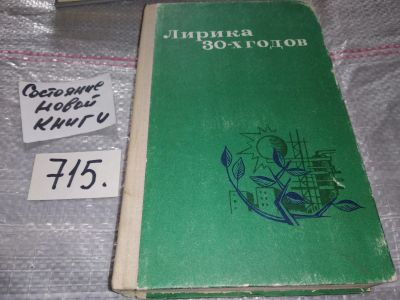 Лирика
30-х годов
Состояние
новой
книги
715.